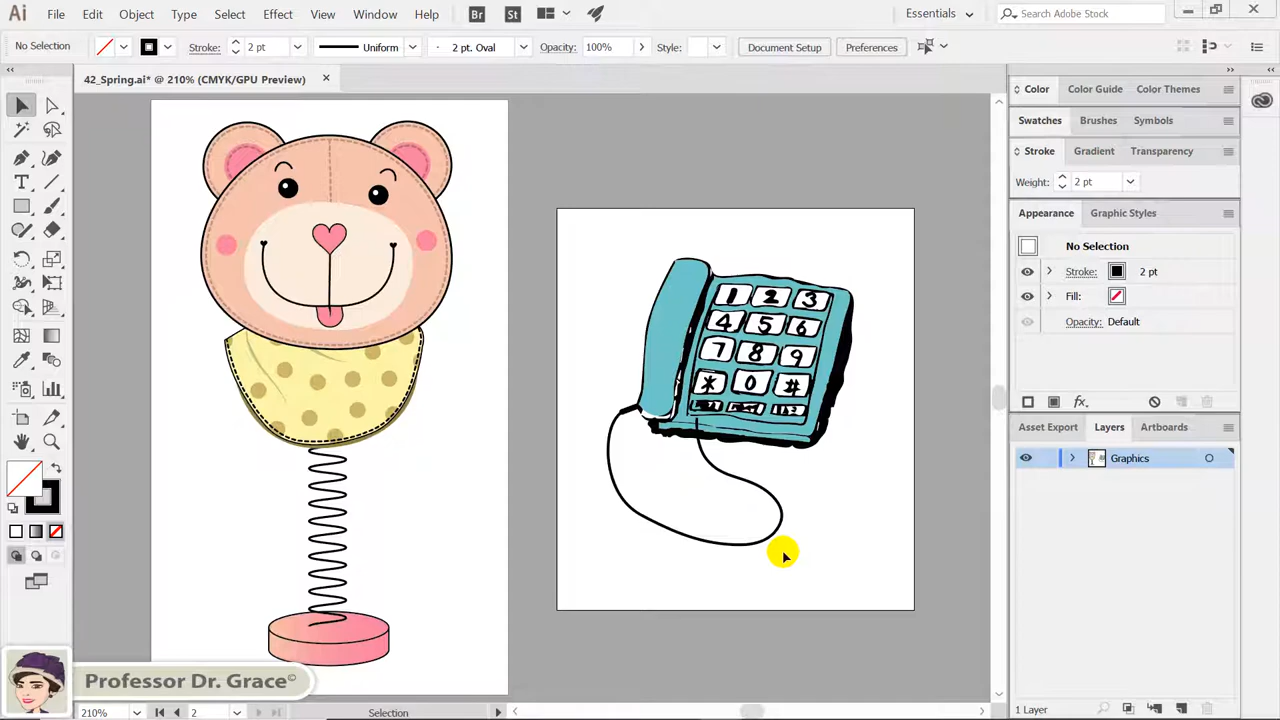 Ai File Edit Object Type Select Effect View Window Help Br St Essentials Search Adobe Stock
No Selection Stroke: 2 pt Uniform 2 pt. Oval Opacity: 100% Style: Document Setup Preferences
42_Spring.ai* @ 210% (CMYK/GPU Preview)
Color Color Guide Color Themes
Swatches Brushes Symbols
Stroke Gradient Transparency
Weight: 2 pt
Appearance Graphic Styles
No Selection
Stroke: 2 pt
Fill:
Opacity: Default
fx
Asset Export Layers Artboards
Graphics
1 2 3
4 5 6
7 8 9
* 0 #
Professor Dr. Grace©
210% 2 Selection
1 Layer